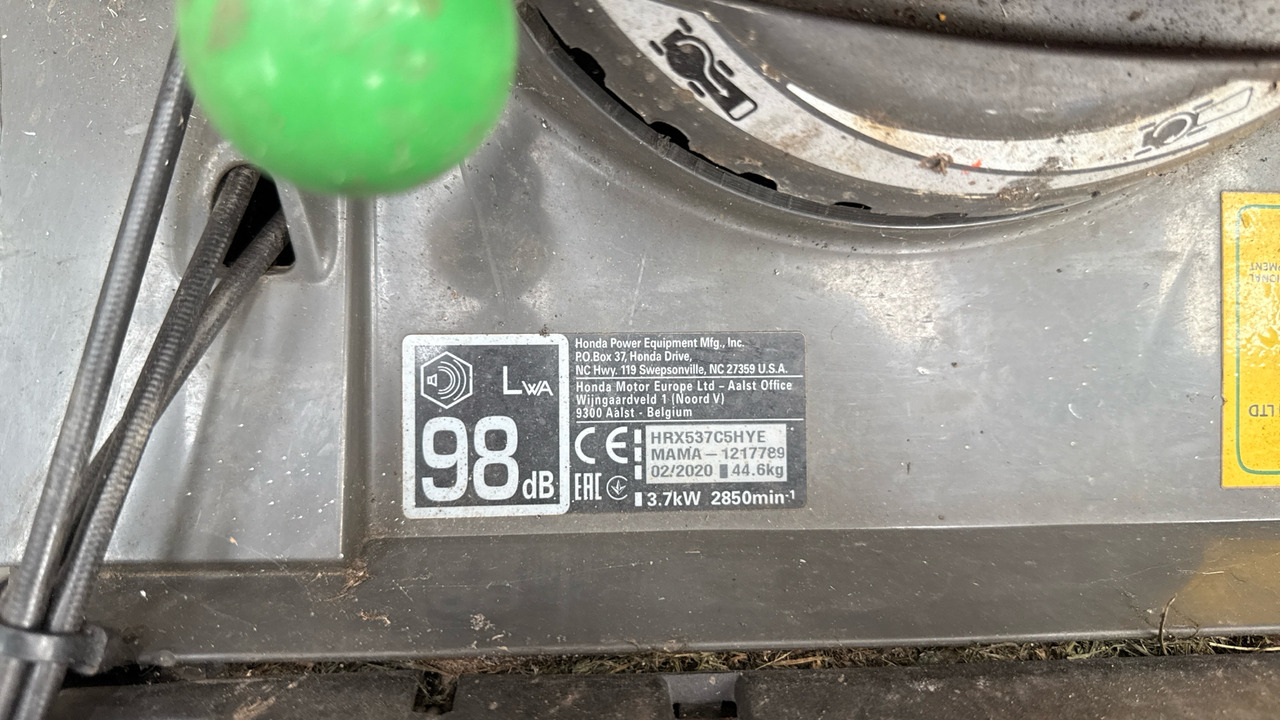 Honda Power Equipment Mfg., Inc.
P.O.Box 37, Honda Drive,
NC Hwy. 119 Swepsonville, NC 27359 U.S.A.
Honda Motor Europe Ltd – Aalst Office
Wijngaardveld 1 (Noord V)
9300 Aalst - Belgium
LWA
98 dB
CE
HRX537C5HYE
MAMA – 1217789
02/2020 44.6kg
EAC
3.7kW 2850min-1
LTD